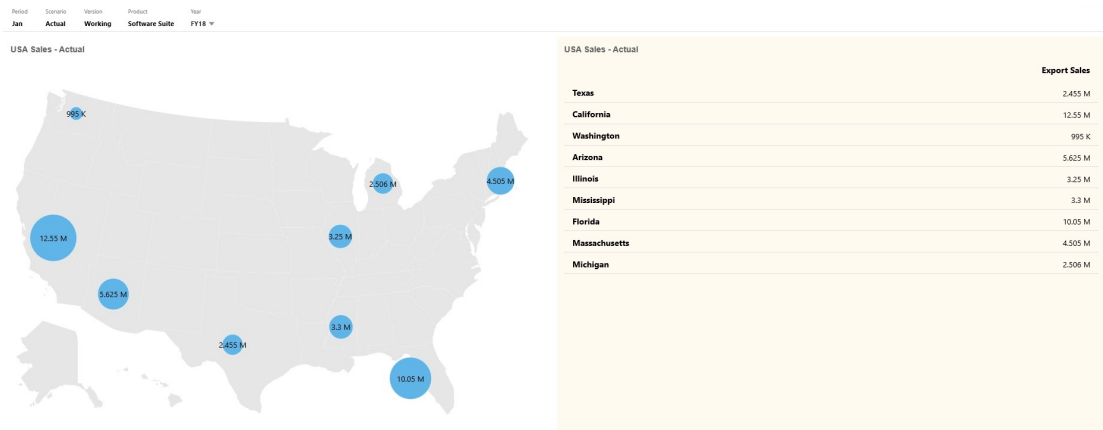 Period Scenario Version Product Year
Jan Actual Working Software Suite FY18
USA Sales - Actual
995 K
2.506 M
4.505 M
12.55 M
3.25 M
5.625 M
3.3 M
2.455 M
10.05 M
USA Sales - Actual
Export Sales
Texas 2.455 M
California 12.55 M
Washington 995 K
Arizona 5.625 M
Illinois 3.25 M
Mississippi 3.3 M
Florida 10.05 M
Massachusetts 4.505 M
Michigan 2.506 M